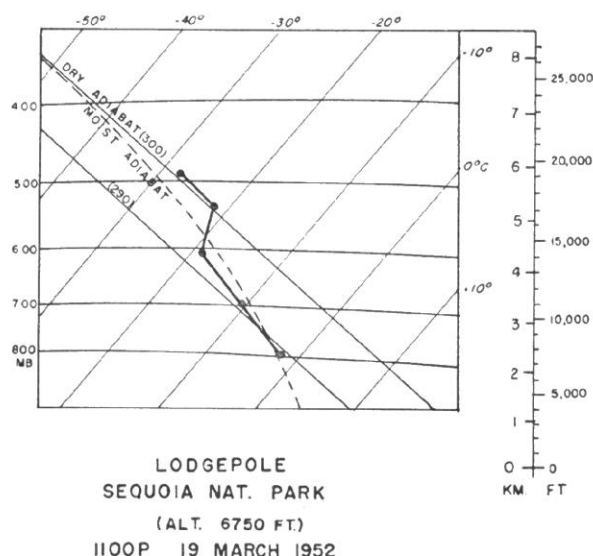 -50° -40° -30° -20°
-10°
0°C
+10°
DRY ADIABAT (300)
MOIST ADIABAT
(290)
400
500
600
700
800
MB
8
7
6
5
4
3
2
1
0
KM
25,000
20,000
15,000
10,000
5,000
0
FT
LODGEPOLE
SEQUOIA NAT. PARK
(ALT. 6750 FT.)
1100P 19 MARCH 1952